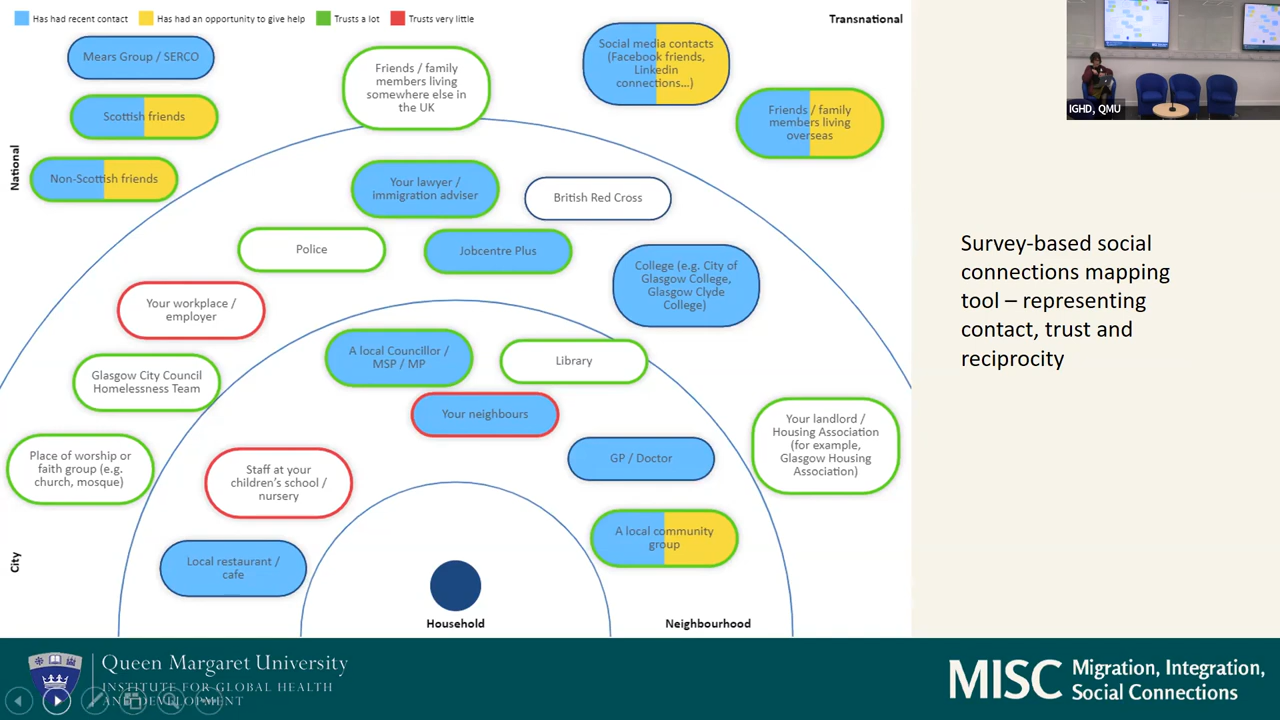 Has had recent contact
Has had an opportunity to give help
Trusts a lot
Trusts very little
Transnational
Mears Group / SERCO
Scottish friends
Non-Scottish friends
National
Friends / family
members living
somewhere else in
the UK
Social media contacts
(Facebook friends,
Linkedin
connections...)
Friends / family
members living
overseas
Your lawyer /
immigration adviser
British Red Cross
Police
Jobcentre Plus
College (e.g. City of
Glasgow College,
Glasgow Clyde
College)
Your workplace /
employer
Glasgow City Council
Homelessness Team
Place of worship or
faith group (e.g.
church, mosque)
A local Councillor /
MSP / MP
Library
Your neighbours
GP / Doctor
Your landlord /
Housing Association
(for example,
Glasgow Housing
Association)
Staff at your
children's school /
nursery
A local community
group
Local restaurant /
cafe
City
Household
Neighbourhood
IGHD, QMU
Survey-based social
connections mapping
tool – representing
contact, trust and
reciprocity
Queen Margaret University
INSTITUTE FOR GLOBAL HEALTH
AND DEVELOPMENT
MISC
Migration, Integration,
Social Connections